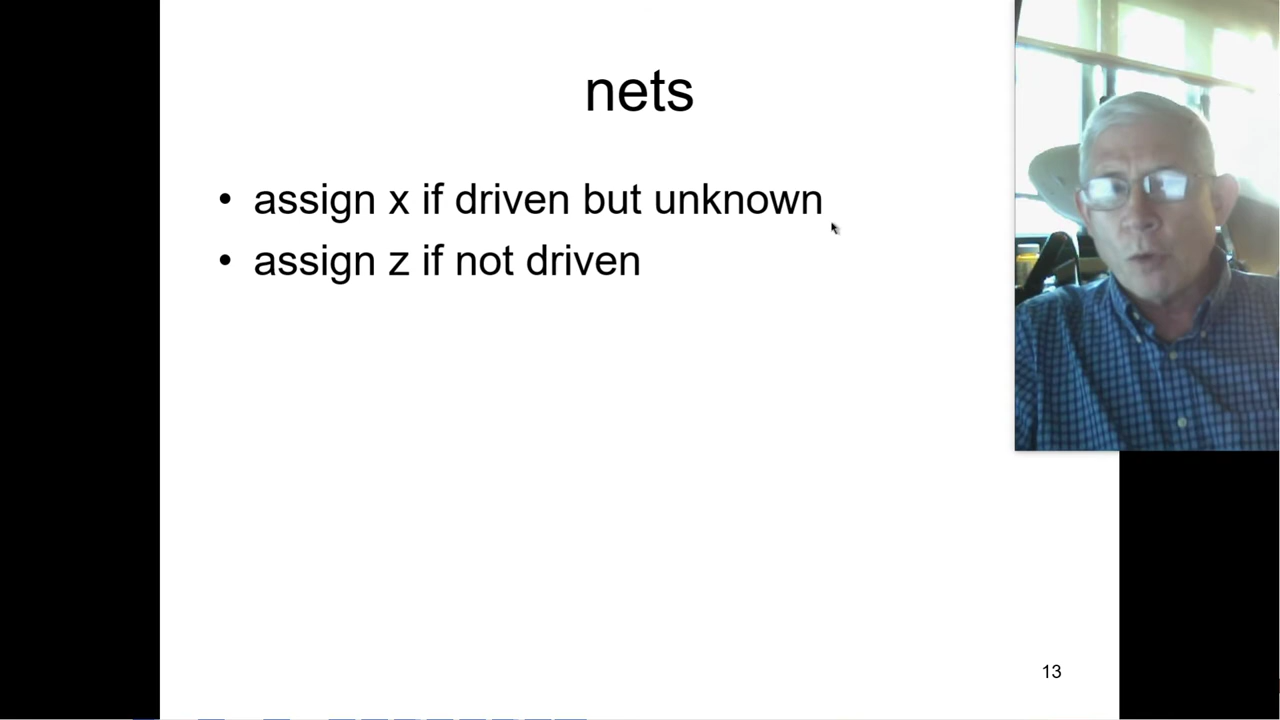 nets
• assign x if driven but unknown
• assign z if not driven
13